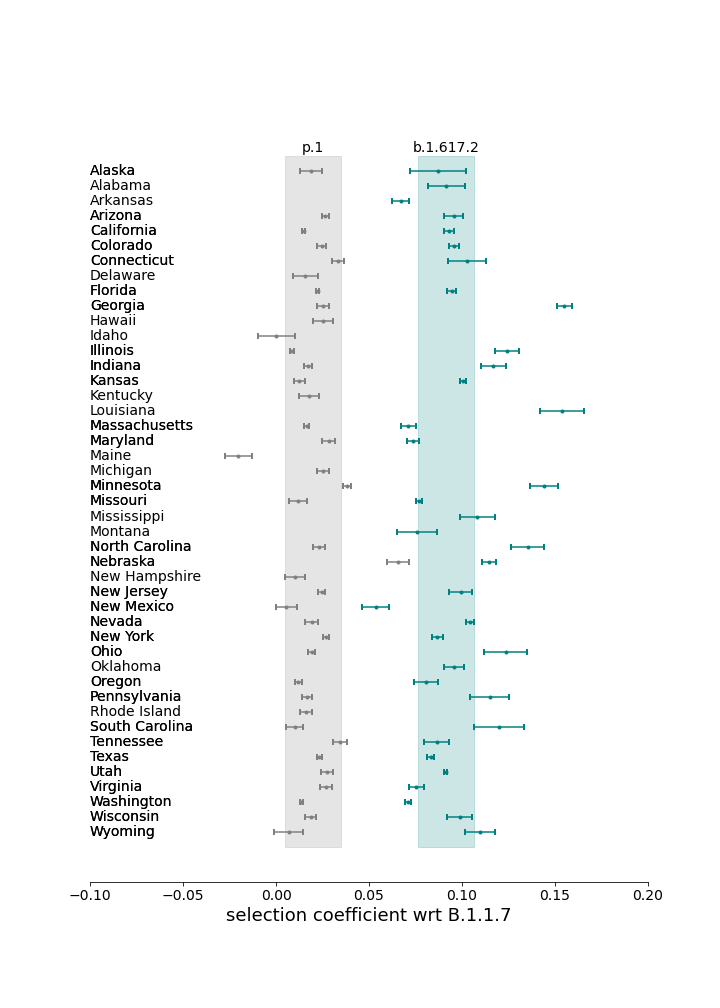 p.1 b.1.617.2
Alaska
Alabama
Arkansas
Arizona
California
Colorado
Connecticut
Delaware
Florida
Georgia
Hawaii
Idaho
Illinois
Indiana
Kansas
Kentucky
Louisiana
Massachusetts
Maryland
Maine
Michigan
Minnesota
Missouri
Mississippi
Montana
North Carolina
Nebraska
New Hampshire
New Jersey
New Mexico
Nevada
New York
Ohio
Oklahoma
Oregon
Pennsylvania
Rhode Island
South Carolina
Tennessee
Texas
Utah
Virginia
Washington
Wisconsin
Wyoming
−0.10 −0.05 0.00 0.05 0.10 0.15 0.20
selection coefficient wrt B.1.1.7